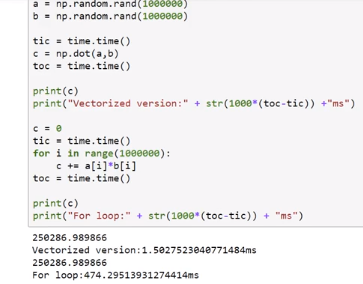 a = np.random.rand(1000000)
b = np.random.rand(1000000)
tic = time.time()
c = np.dot(a,b)
toc = time.time()
print(c)
print("Vectorized version:" + str(1000*(toc-tic)) +"ms")
c = 0
tic = time.time()
for i in range(1000000):
    c += a[i]*b[i]
toc = time.time()
print(c)
print("For loop:" + str(1000*(toc-tic)) + "ms")
250286.989866
Vectorized version:1.5027523040771484ms
250286.989866
For loop:474.29513931274414ms